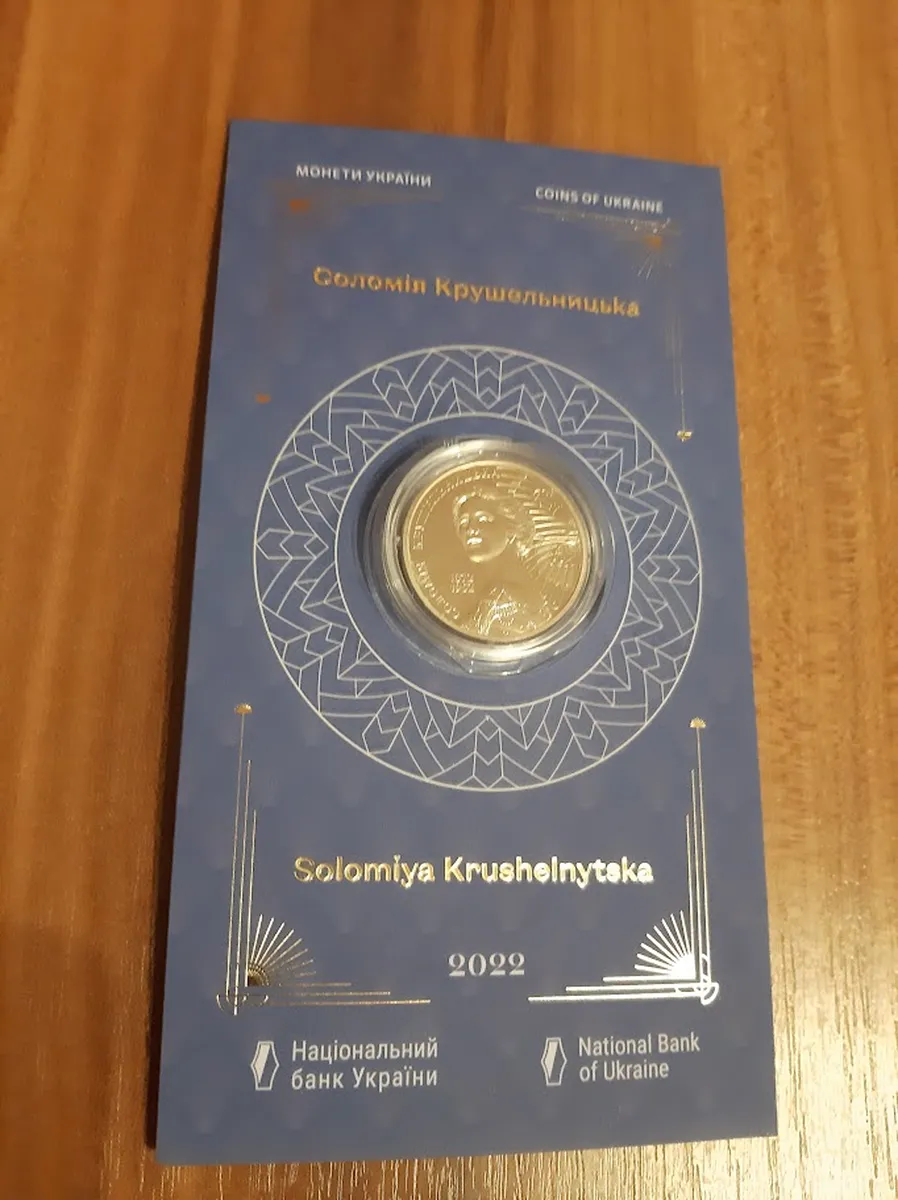 МОНЕТИ УКРАЇНИ
COINS OF UKRAINE
Соломія Крушельницька
Solomiya Krushelnytska
2022
Національний
банк України
National Bank
of Ukraine